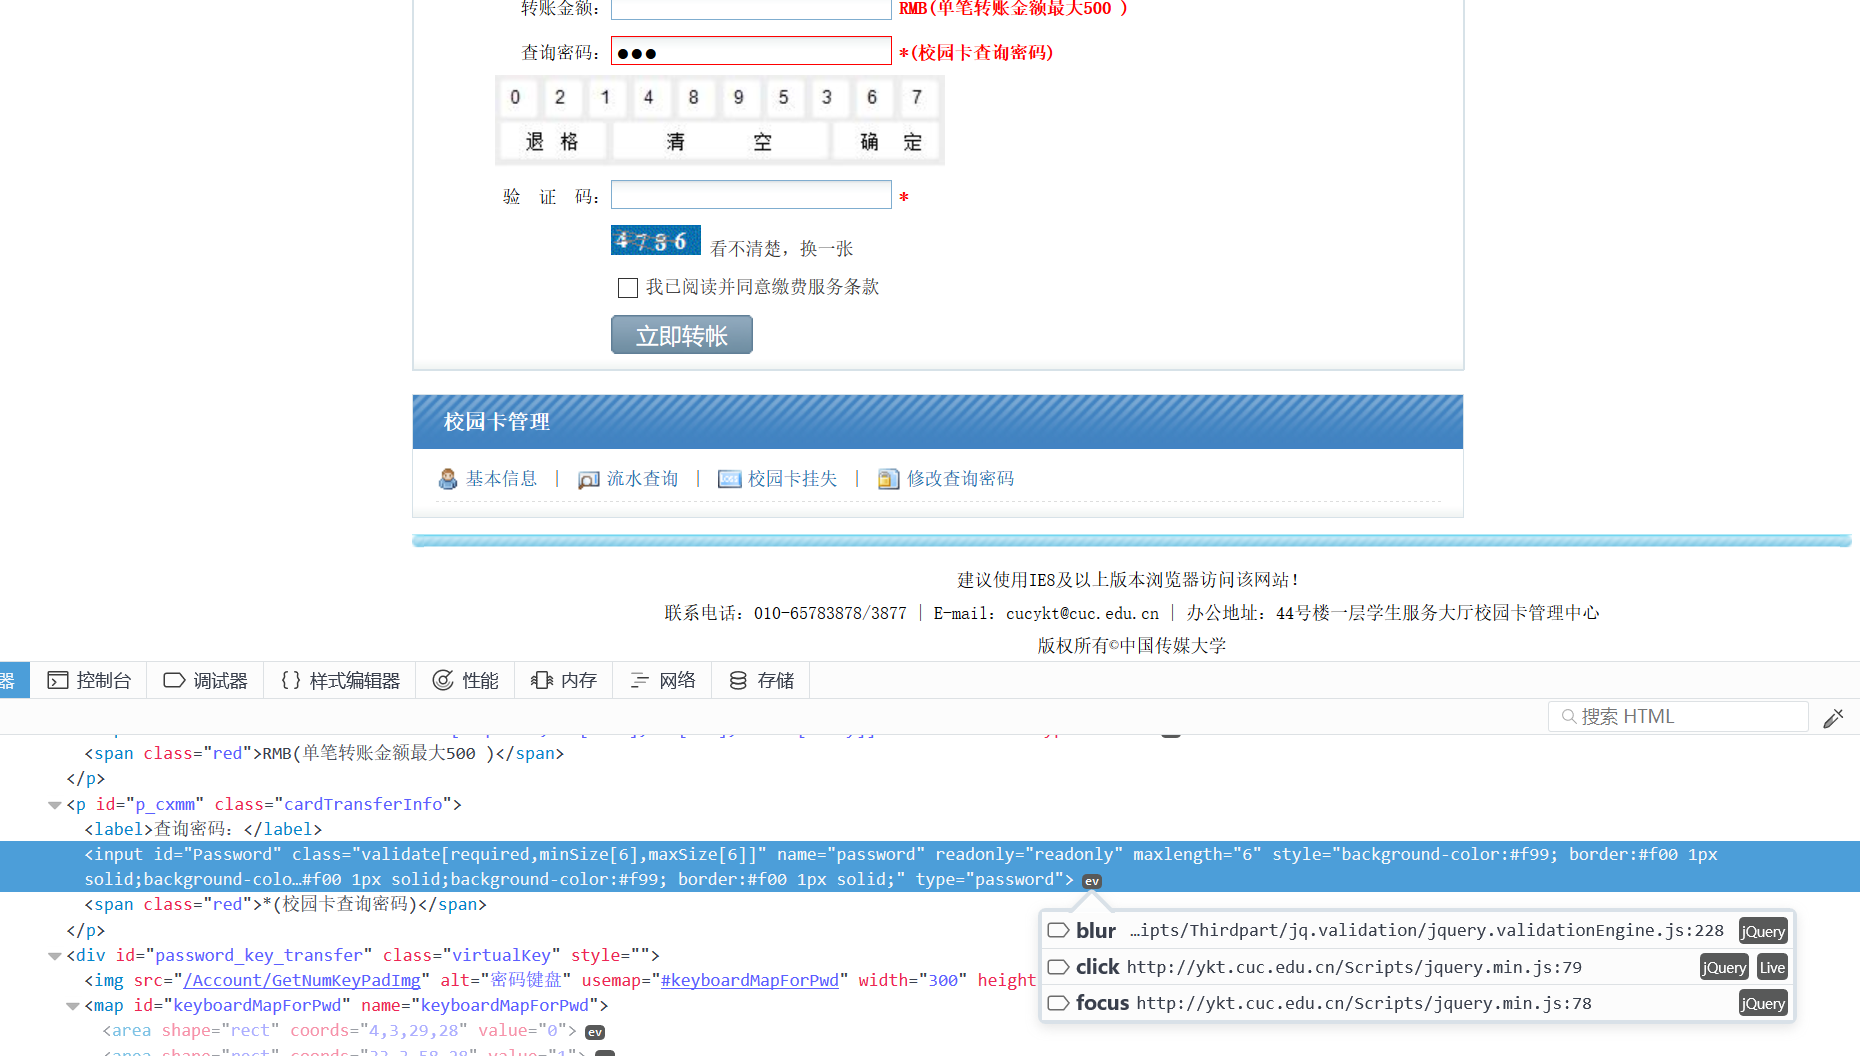 转账金额： RMB(单笔转账金额最大500 )
查询密码： ●●● *(校园卡查询密码)
0 2 1 4 8 9 5 3 6 7
退 格 清 空 确 定
验 证 码： *
4786 看不清楚，换一张
我已阅读并同意缴费服务条款
立即转帐
校园卡管理
基本信息 | 流水查询 | 校园卡挂失 | 修改查询密码
建议使用IE8及以上版本浏览器访问该网站！
联系电话：010-65783878/3877 | E-mail：cucykt@cuc.edu.cn | 办公地址：44号楼一层学生服务大厅校园卡管理中心
版权所有©中国传媒大学
器 控制台 调试器 {} 样式编辑器 性能 内存 网络 存储
搜索 HTML
<span class="red">RMB(单笔转账金额最大500 )</span>
</p>
<p id="p_cxmm" class="cardTransferInfo">
<label>查询密码：</label>
<input id="Password" class="validate[required,minSize[6],maxSize[6]]" name="password" readonly="readonly" maxlength="6" style="background-color:#f99; border:#f00 1px
solid;background-colo…#f00 1px solid;background-color:#f99; border:#f00 1px solid;" type="password"> ev
<span class="red">*(校园卡查询密码)</span>
</p>
blur …ipts/Thirdpart/jq.validation/jquery.validationEngine.js:228 jQuery
<div id="password_key_transfer" class="virtualKey" style="">
click http://ykt.cuc.edu.cn/Scripts/jquery.min.js:79 jQuery Live
<img src="/Account/GetNumKeyPadImg" alt="密码键盘" usemap="#keyboardMapForPwd" width="300" height
focus http://ykt.cuc.edu.cn/Scripts/jquery.min.js:78 jQuery
<map id="keyboardMapForPwd" name="keyboardMapForPwd">
<area shape="rect" coords="4,3,29,28" value="0"> ev
<area shape="rect" coords="33,3,58,28" value="1">